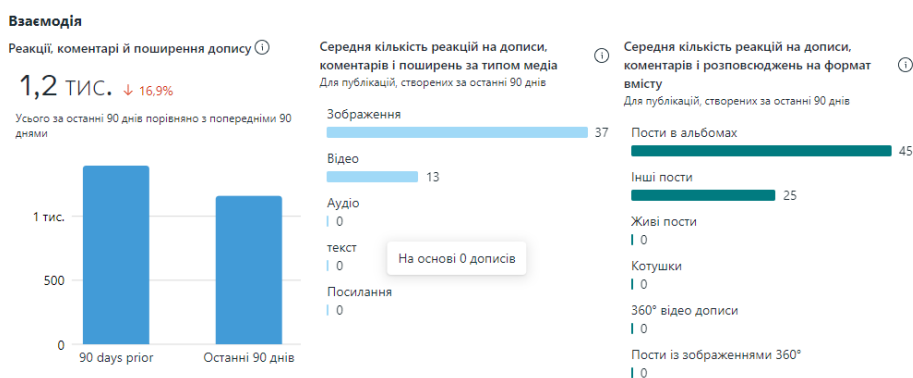 Взаємодія
Реакції, коментарі й поширення допису
1,2 тис. ↓ 16,9%
Усього за останні 90 днів порівняно з попередніми 90
днями
1 тис.
500
0
90 days prior
Останні 90 днів
Середня кількість реакцій на дописи,
коментарів і поширень за типом медіа
Для публікацій, створених за останні 90 днів
Зображення
37
Відео
13
Аудіо
0
текст
0
На основі 0 дописів
Посилання
0
Середня кількість реакцій на дописи,
коментарів і розповсюджень на формат
вмісту
Для публікацій, створених за останні 90 днів
Пости в альбомах
45
Інші пости
25
Живі пости
0
Котушки
0
360° відео дописи
0
Пости із зображеннями 360°
0